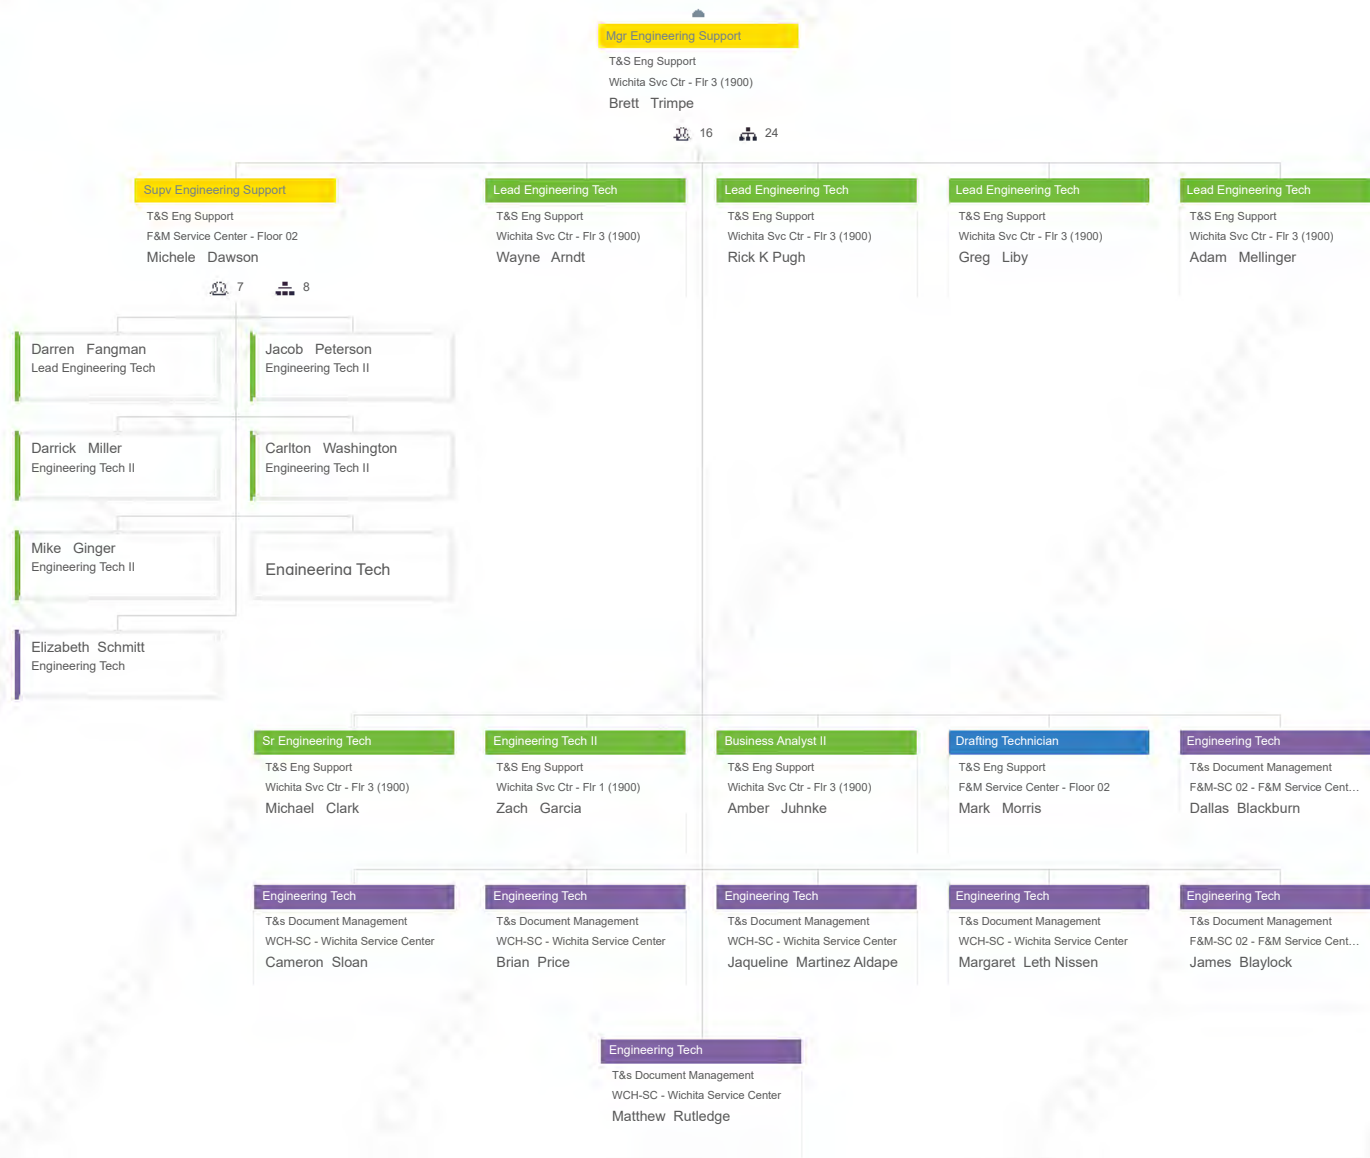 Mgr Engineering Support
T&S Eng Support
Wichita Svc Ctr - Flr 3 (1900)
Brett Trimpe
16 24
Supv Engineering Support
T&S Eng Support
F&M Service Center - Floor 02
Michele Dawson
7 8
Lead Engineering Tech
T&S Eng Support
Wichita Svc Ctr - Flr 3 (1900)
Wayne Arndt
Lead Engineering Tech
T&S Eng Support
Wichita Svc Ctr - Flr 3 (1900)
Rick K Pugh
Lead Engineering Tech
T&S Eng Support
Wichita Svc Ctr - Flr 3 (1900)
Greg Liby
Lead Engineering Tech
T&S Eng Support
Wichita Svc Ctr - Flr 3 (1900)
Adam Mellinger
Darren Fangman
Lead Engineering Tech
Jacob Peterson
Engineering Tech II
Darrick Miller
Engineering Tech II
Carlton Washington
Engineering Tech II
Mike Ginger
Engineering Tech II
Engineering Tech
Elizabeth Schmitt
Engineering Tech
Sr Engineering Tech
T&S Eng Support
Wichita Svc Ctr - Flr 3 (1900)
Michael Clark
Engineering Tech II
T&S Eng Support
Wichita Svc Ctr - Flr 1 (1900)
Zach Garcia
Business Analyst II
T&S Eng Support
Wichita Svc Ctr - Flr 3 (1900)
Amber Juhnke
Drafting Technician
T&S Eng Support
F&M Service Center - Floor 02
Mark Morris
Engineering Tech
T&s Document Management
F&M-SC 02 - F&M Service Cent...
Dallas Blackburn
Engineering Tech
T&s Document Management
WCH-SC - Wichita Service Center
Cameron Sloan
Engineering Tech
T&s Document Management
WCH-SC - Wichita Service Center
Brian Price
Engineering Tech
T&s Document Management
WCH-SC - Wichita Service Center
Jaqueline Martinez Aldape
Engineering Tech
T&s Document Management
WCH-SC - Wichita Service Center
Margaret Leth Nissen
Engineering Tech
T&s Document Management
F&M-SC 02 - F&M Service Cent...
James Blaylock
Engineering Tech
T&s Document Management
WCH-SC - Wichita Service Center
Matthew Rutledge